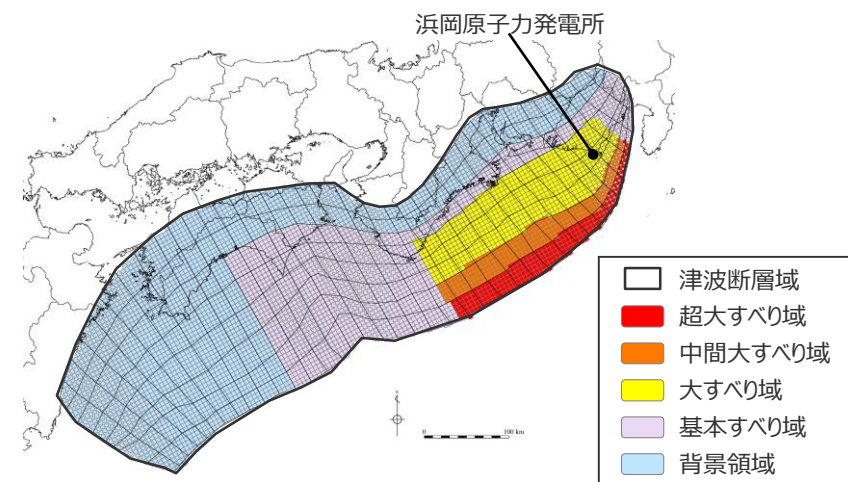 浜岡原子力発電所
津波断層域
超大すべり域
中間大すべり域
大すべり域
基本すべり域
背景領域
0 100 km